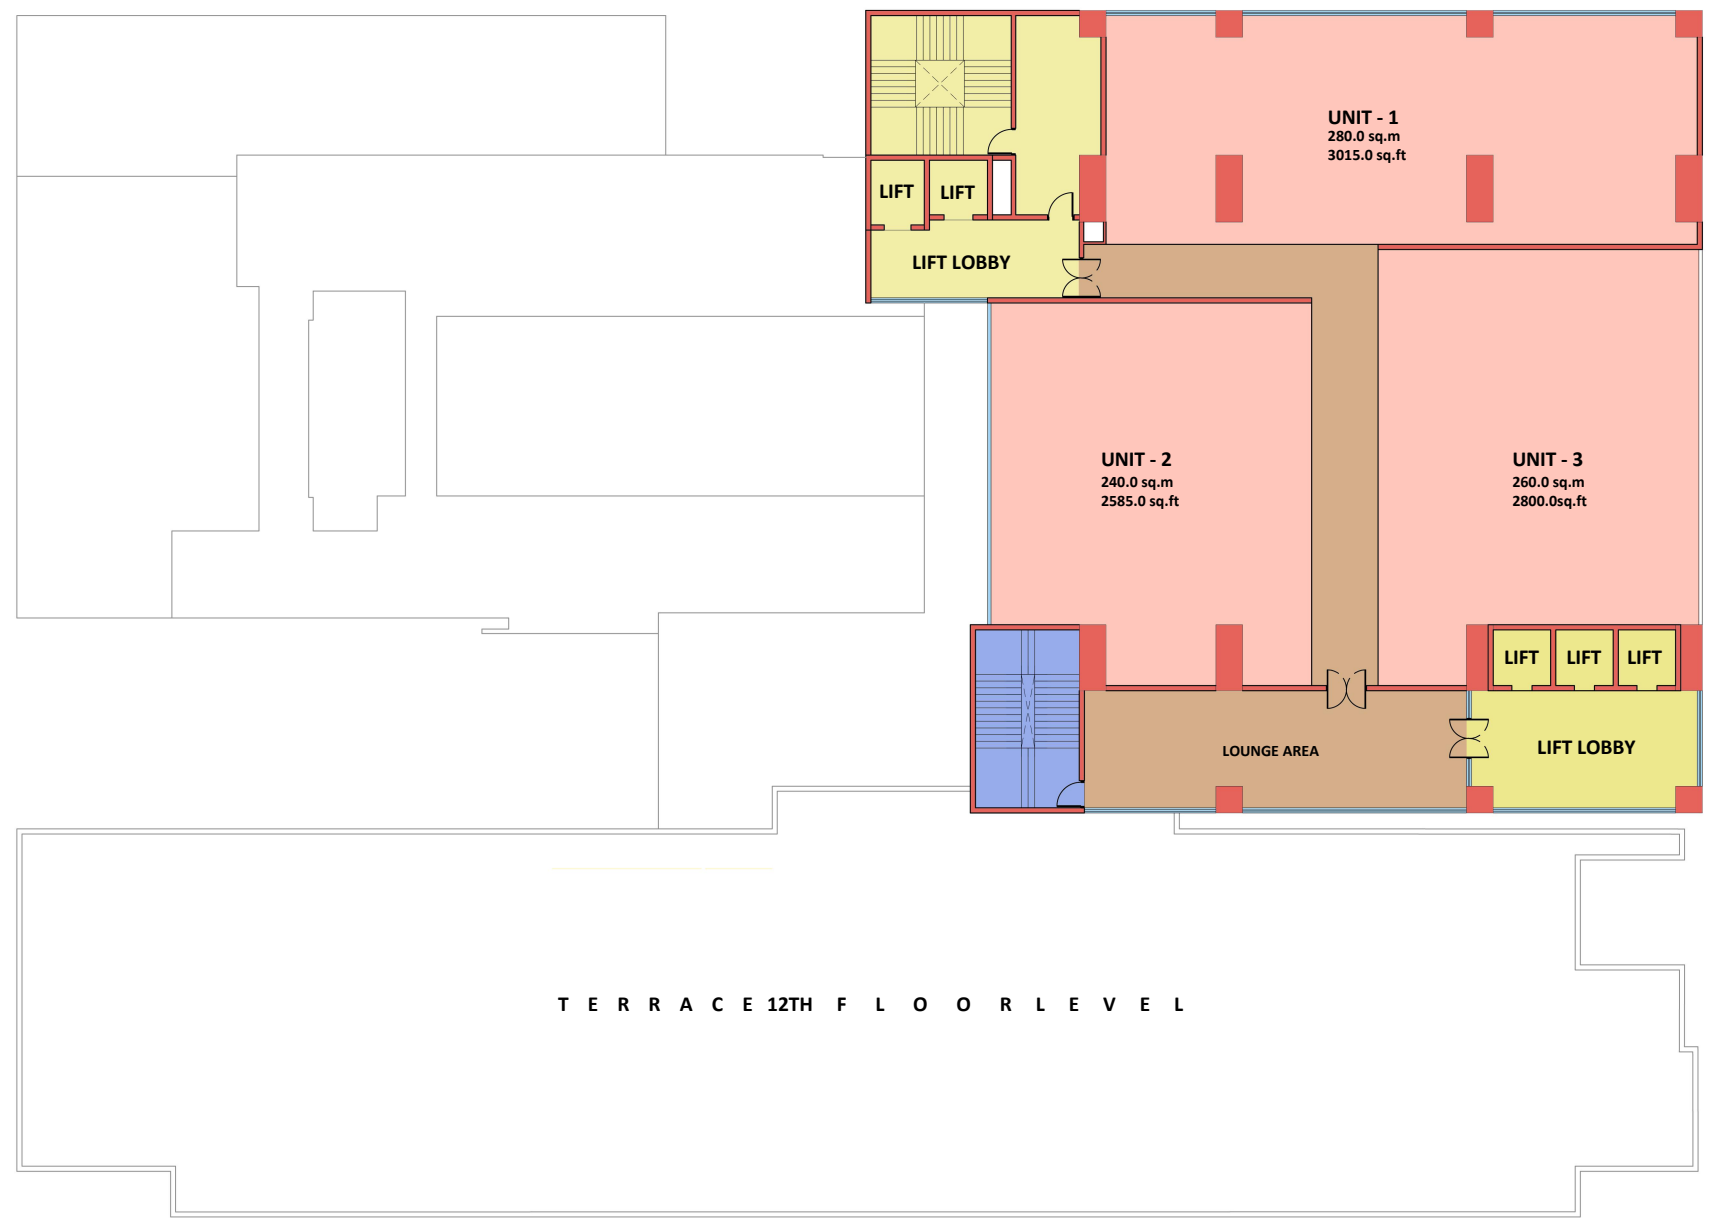 UNIT - 1
280.0 sq.m
3015.0 sq.ft
LIFT
LIFT
LIFT LOBBY
UNIT - 2
240.0 sq.m
2585.0 sq.ft
UNIT - 3
260.0 sq.m
2800.0sq.ft
LIFT
LIFT
LIFT
LOUNGE AREA
LIFT LOBBY
T E R R A C E 12TH F L O O R L E V E L